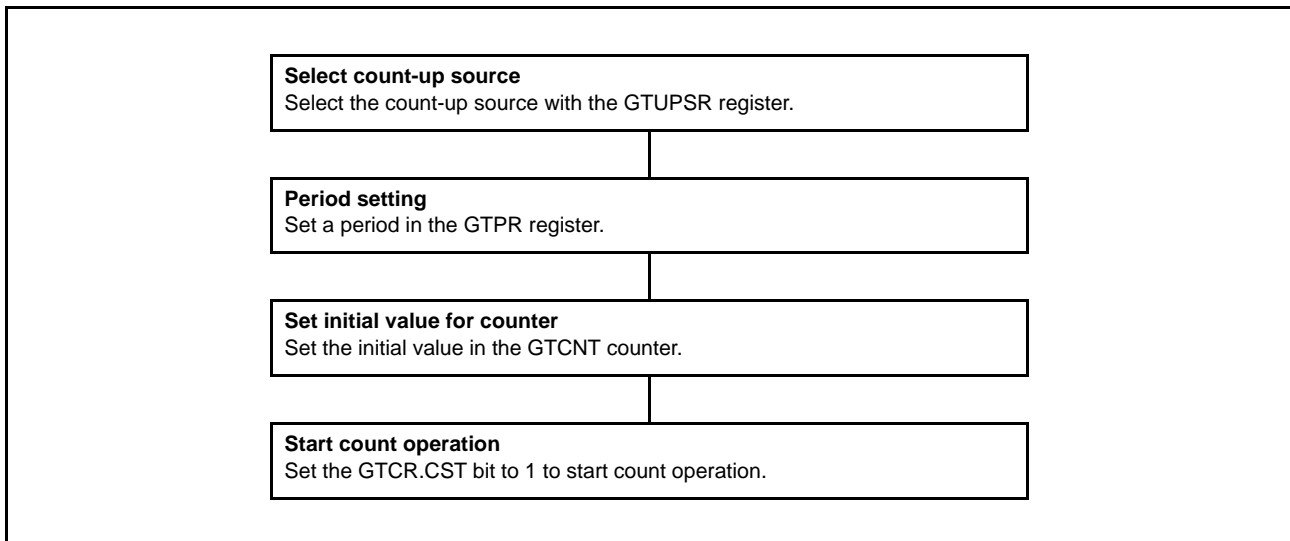 Select count-up source
Select the count-up source with the GTUPSR register.
Period setting
Set a period in the GTPR register.
Set initial value for counter
Set the initial value in the GTCNT counter.
Start count operation
Set the GTCR.CST bit to 1 to start count operation.